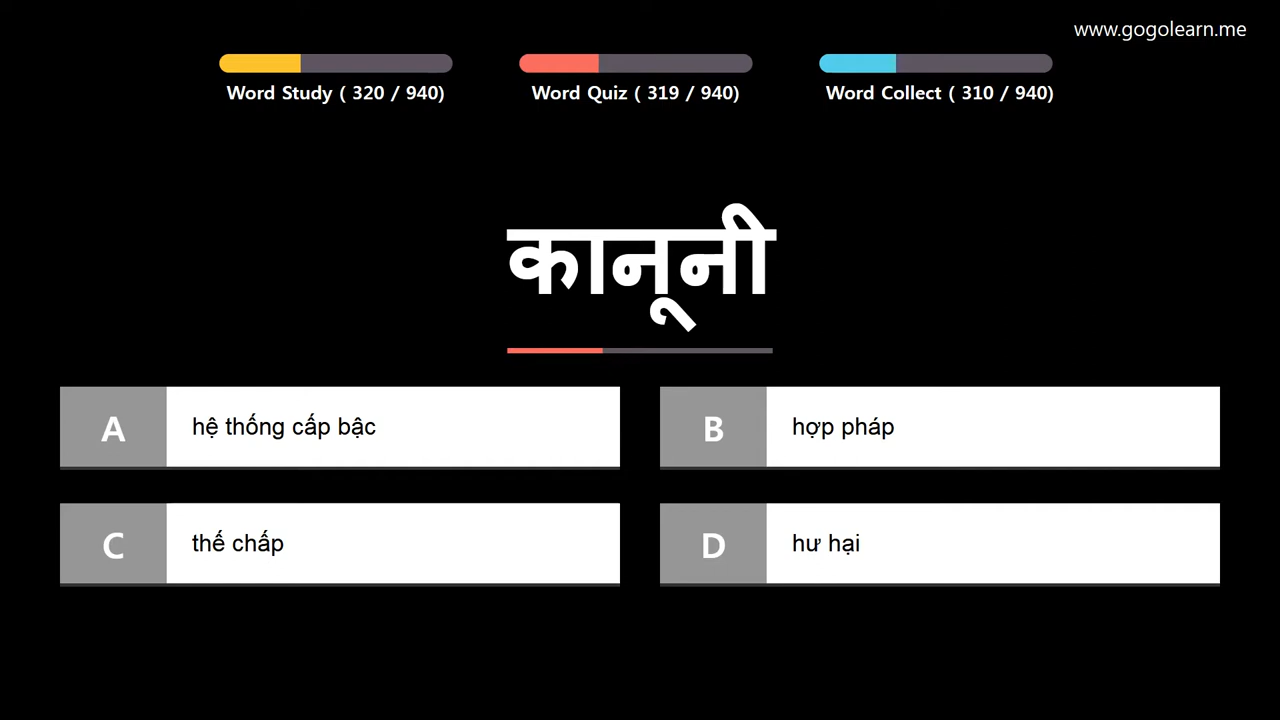 www.gogolearn.me
Word Study ( 320 / 940)
Word Quiz ( 319 / 940)
Word Collect ( 310 / 940)
कानूनी
A
hệ thống cấp bậc
B
hợp pháp
C
thế chấp
D
hư hại